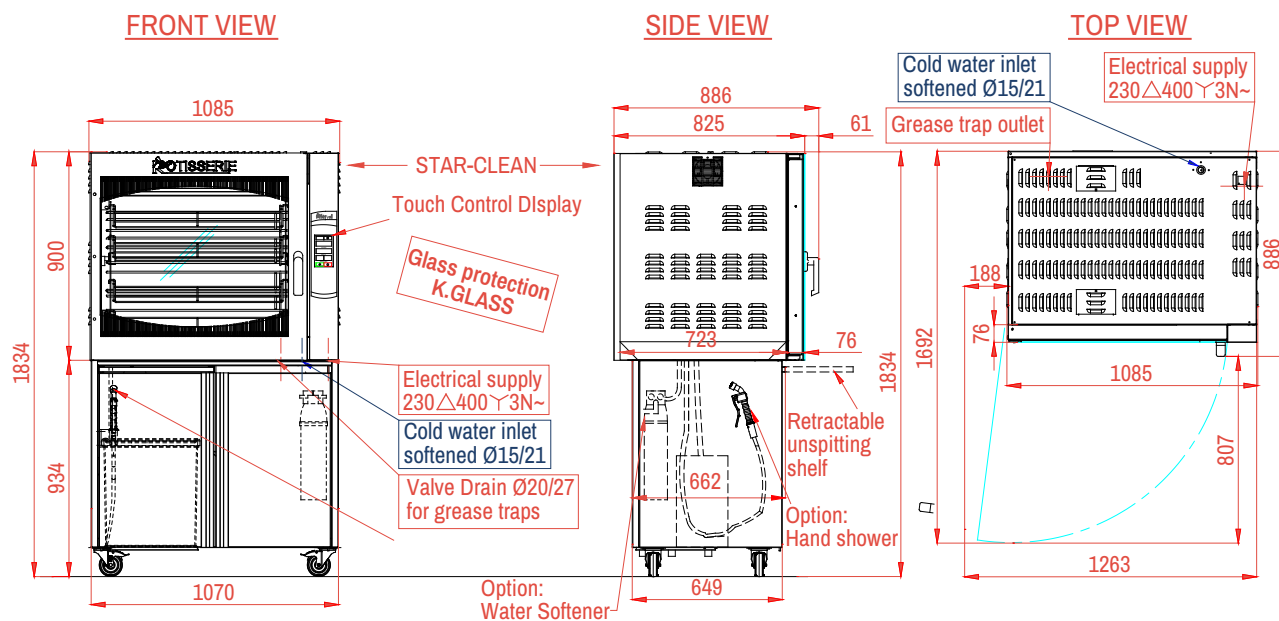 FRONT VIEW
SIDE VIEW
TOP VIEW
Cold water inlet
softened Ø15/21
Electrical supply
230△400Y3N~
Grease trap outlet
1085
886
825
61
STAR-CLEAN
ROTISSERIE
Touch Control DIsplay
Glass protection
K.GLASS
900
1834
934
723
76
1834
188
76
1692
886
1085
807
1263
Electrical supply
230△400Y3N~
Cold water inlet
softened Ø15/21
Valve Drain Ø20/27
for grease traps
Retractable
unspitting
shelf
662
Option:
Hand shower
1070
649
Option:
Water Softener